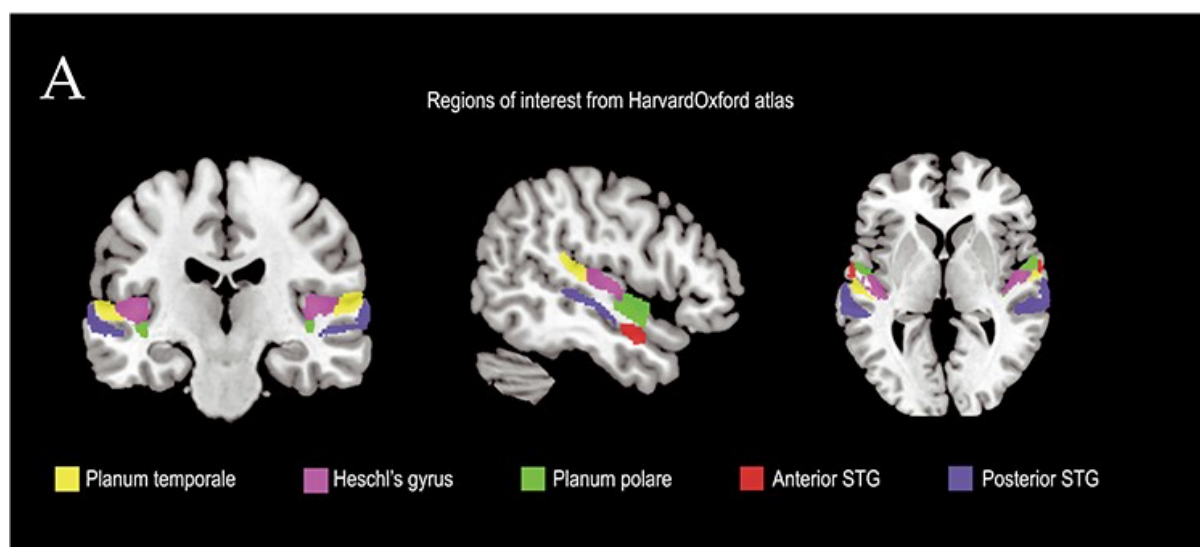 A
Regions of interest from HarvardOxford atlas
Planum temporale Heschl's gyrus Planum polare Anterior STG Posterior STG